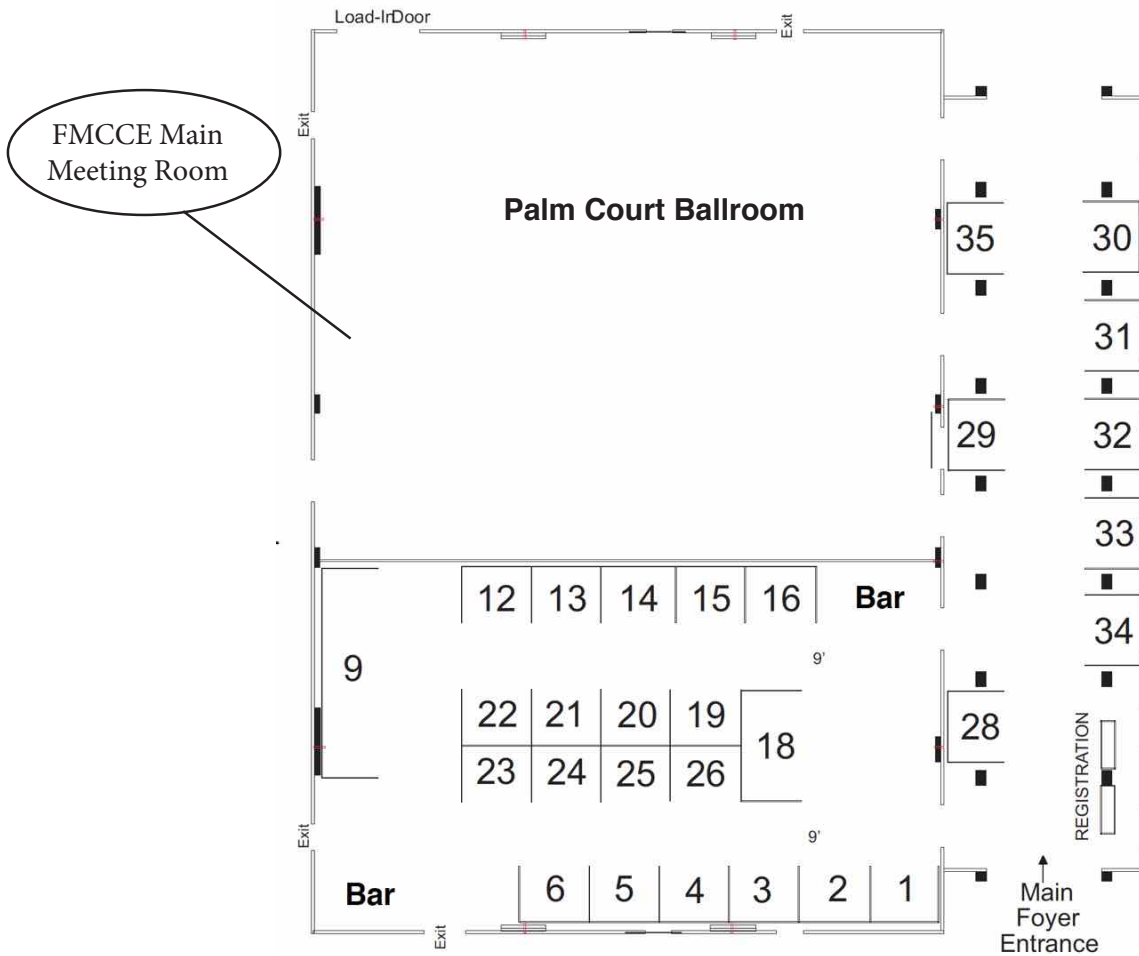 Load-InDoor
Exit
Exit
FMCCE Main
Meeting Room
Palm Court Ballroom
35
30
31
29
32
33
12 13 14 15 16 Bar
34
9
9'
22 21 20 19
18
28
23 24 25 26
REGISTRATION
Exit
9'
Bar
6 5 4 3 2 1
Exit
Main
Foyer
Entrance